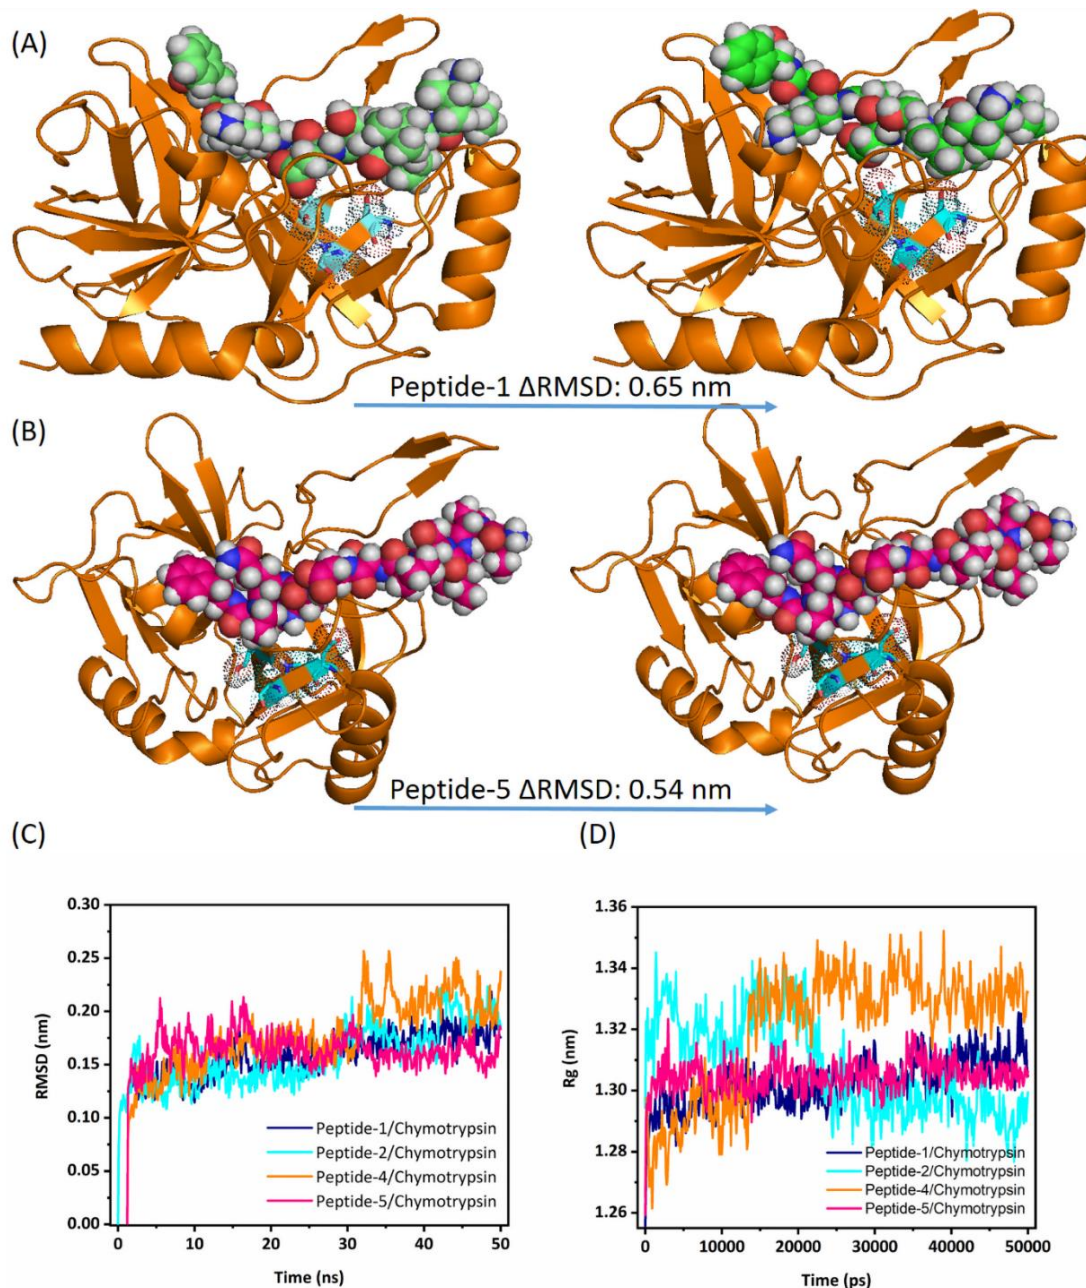 (A)
Peptide-1 ΔRMSD: 0.65 nm
(B)
Peptide-5 ΔRMSD: 0.54 nm
(C)
(D)
0.30
0.25
0.20
0.15
0.10
0.05
0.00
RMSD (nm)
Peptide-1/Chymotrypsin
Peptide-2/Chymotrypsin
Peptide-4/Chymotrypsin
Peptide-5/Chymotrypsin
0 10 20 30 40 50
Time (ns)
1.36
1.34
1.32
1.30
1.28
1.26
Rg (nm)
Peptide-1/Chymotrypsin
Peptide-2/Chymotrypsin
Peptide-4/Chymotrypsin
Peptide-5/Chymotrypsin
0 10000 20000 30000 40000 50000
Time (ps)